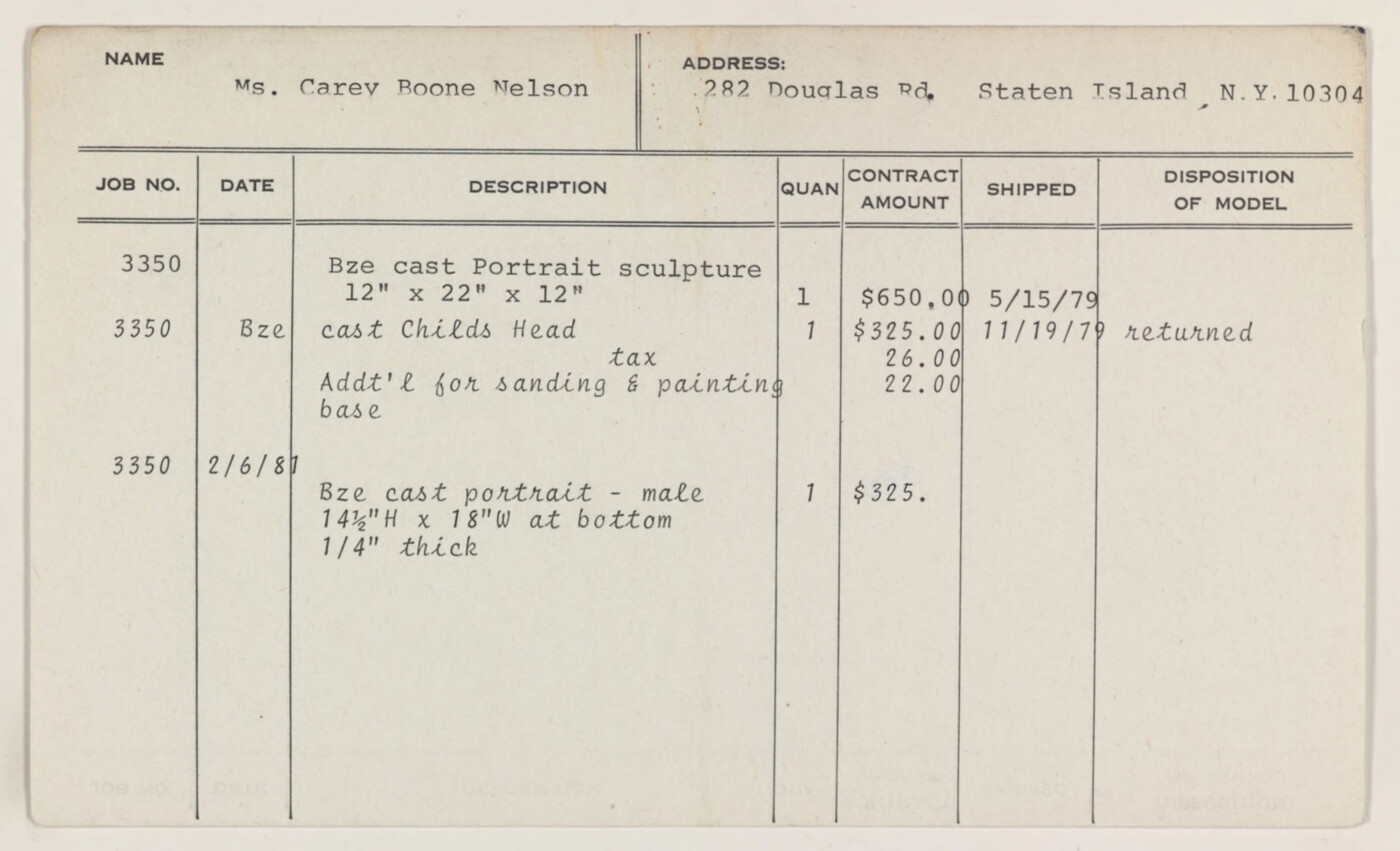 NAME
Ms. Carey Boone Nelson
ADDRESS:
282 Douglas Rd. Staten Island, N.Y. 10304
JOB NO. DATE DESCRIPTION QUAN CONTRACT AMOUNT SHIPPED DISPOSITION OF MODEL
3350 Bze cast Portrait sculpture
12" x 22" x 12" 1 $650.00 5/15/79
3350 Bze cast Childs Head 1 $325.00 11/19/79 returned
tax 26.00
Addt'l for sanding & painting 22.00
base
3350 2/6/81
Bze cast portrait - male 1 $325.
14½"H x 18"W at bottom
1/4" thick